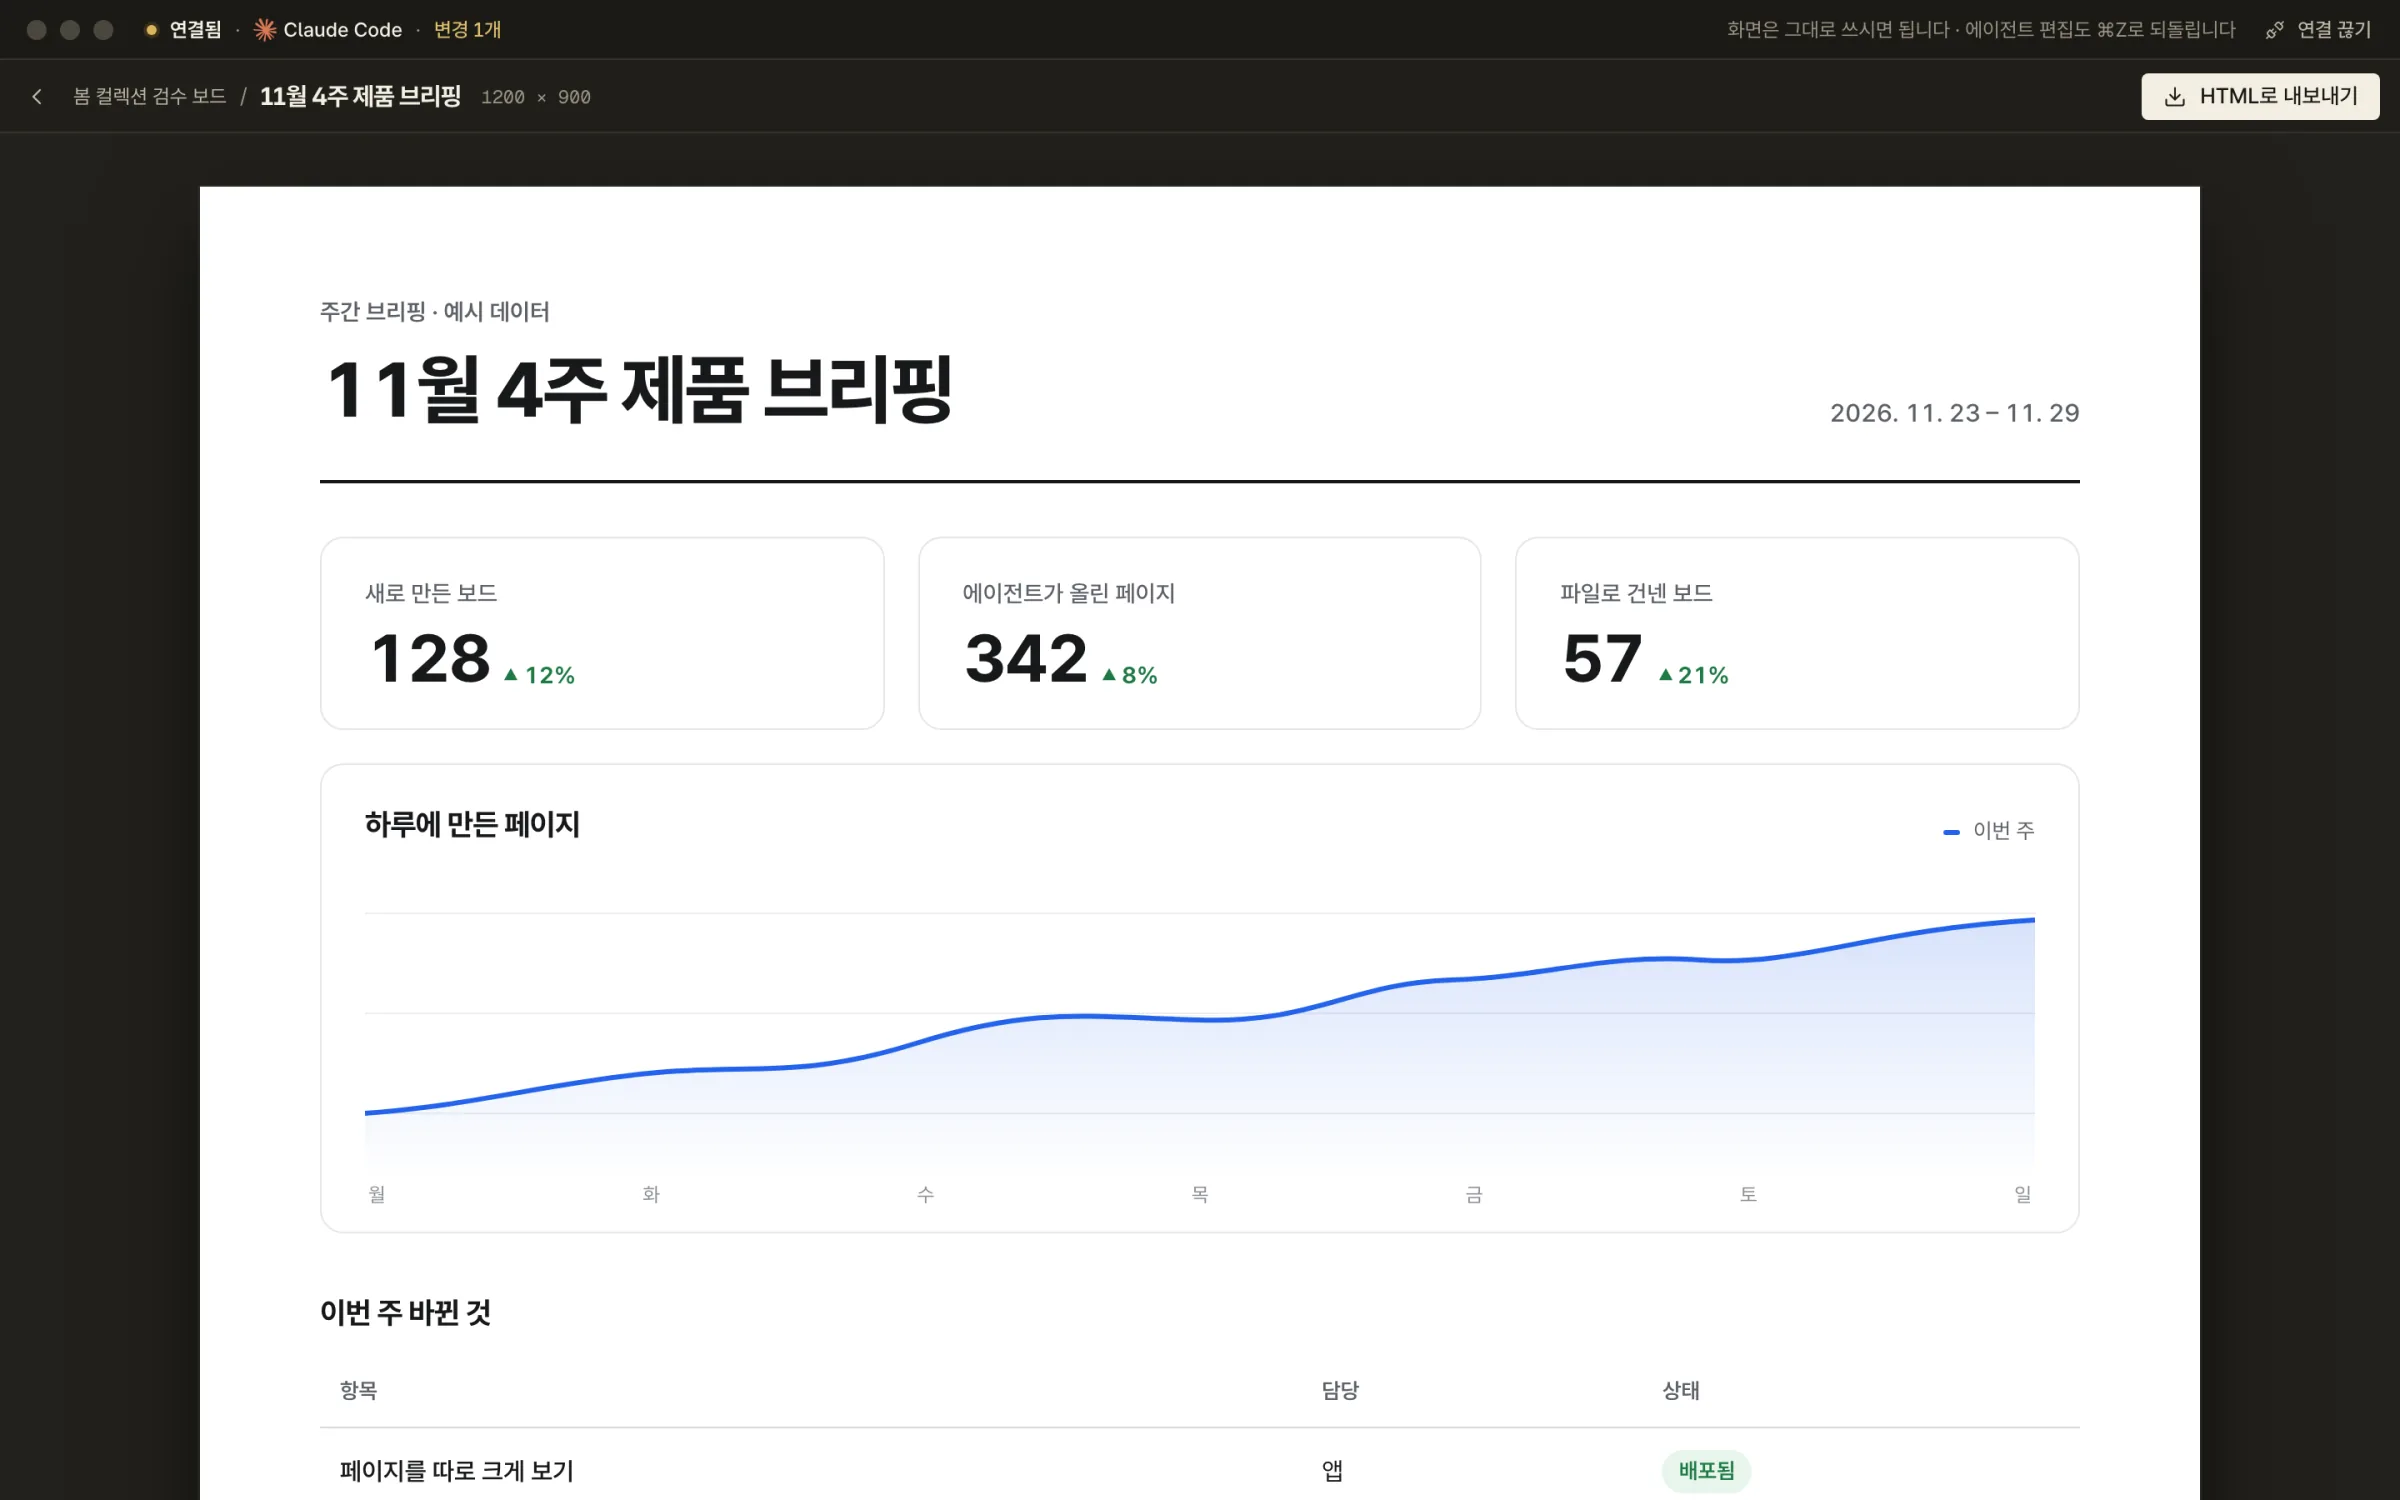 연결됨 · Claude Code · 변경 1개
화면은 그대로 쓰시면 됩니다 · 에이전트 편집도 ⌘Z로 되돌립니다
연결 끊기
봄 컬렉션 검수 보드 / 11월 4주 제품 브리핑 1200 × 900
HTML로 내보내기
주간 브리핑 · 예시 데이터
11월 4주 제품 브리핑
2026. 11. 23 – 11. 29
새로 만든 보드
128 ▲ 12%
에이전트가 올린 페이지
342 ▲ 8%
파일로 건넨 보드
57 ▲ 21%
하루에 만든 페이지
이번 주
월 화 수 목 금 토 일
이번 주 바뀐 것
항목 담당 상태
페이지를 따로 크게 보기 앱 배포됨